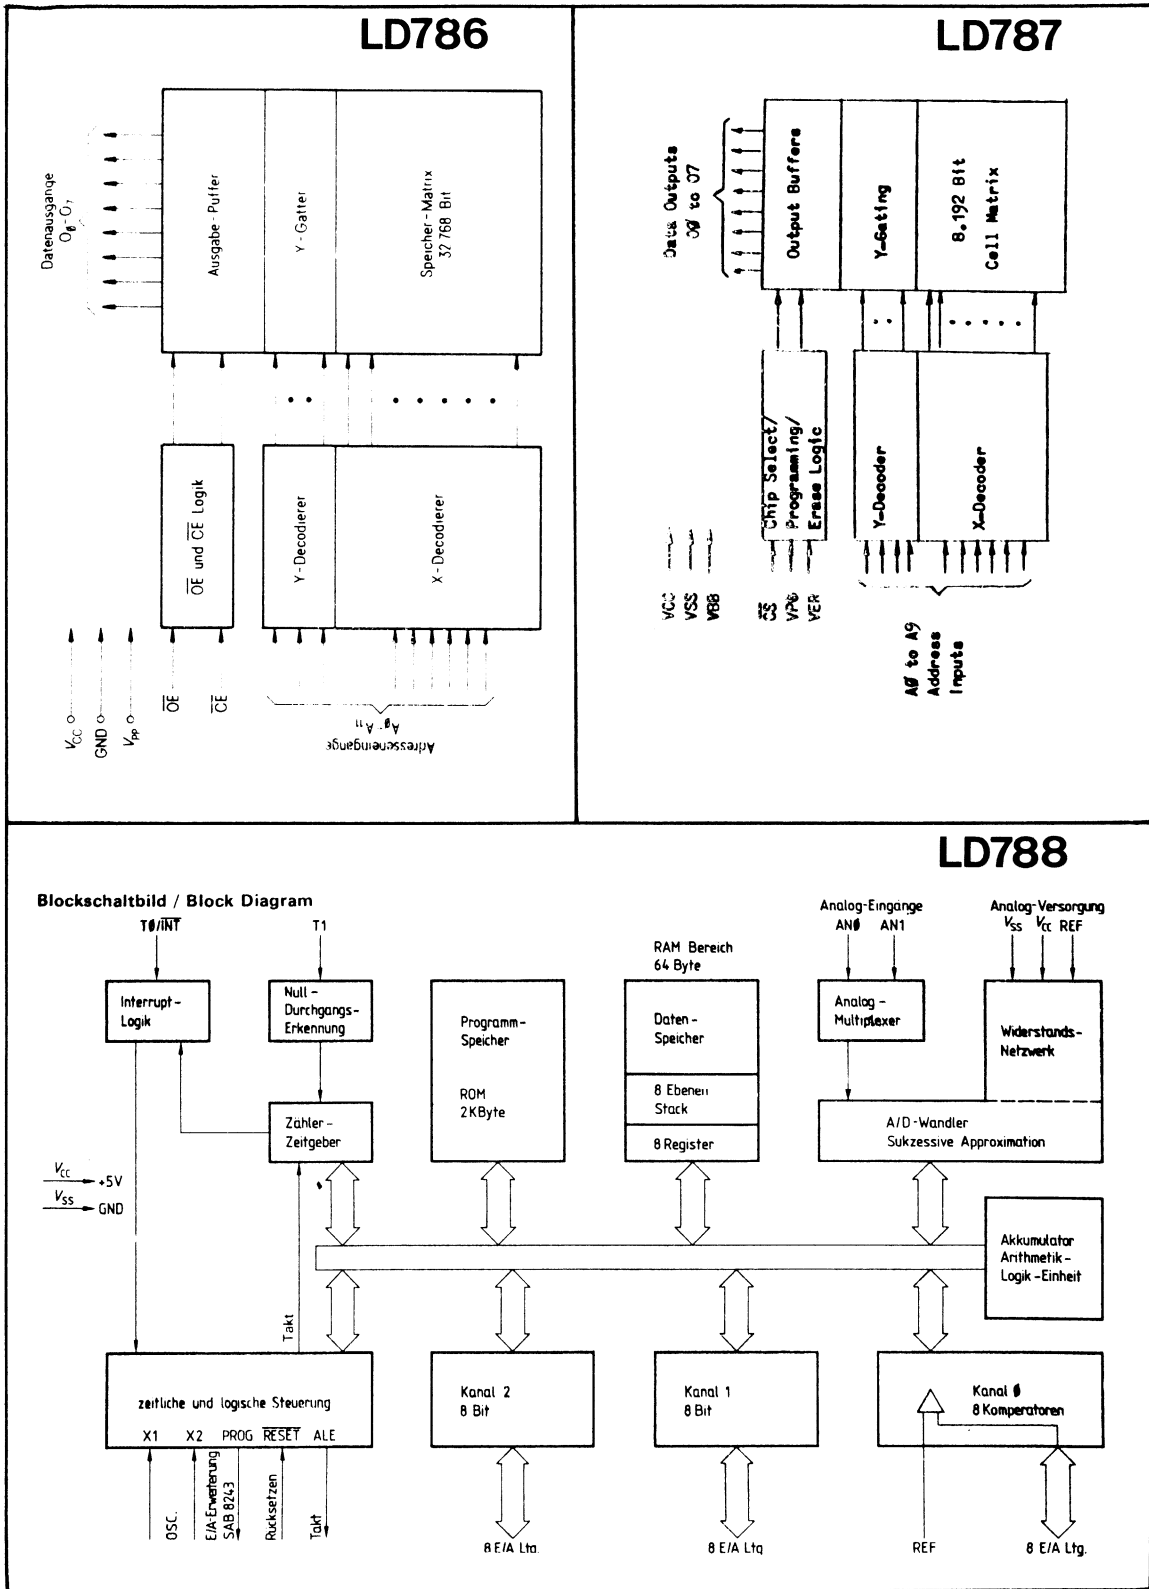 LD786
Datenausgänge
O0-O7
Ausgabe-Puffer
Y-Gatter
Speicher-Matrix
32 768 Bit
OE und CE Logik
Y-Decodierer
X-Decodierer
VCC
GND
Vpp
OE
CE
A0-A11
Adresseneingänge
LD787
Data Outputs
O0 to O7
Output Buffers
Y-Gating
8.192 Bit
Cell Matrix
Chip Select/
Programming/
Erase Logic
Y-Decoder
X-Decoder
VCC
VSS
VBB
CS
VPG
VER
A0 to A9
Address
Inputs
LD788
Blockschaltbild / Block Diagram
T0/INT
T1
RAM Bereich
64 Byte
Analog-Eingänge
AN0 AN1
Analog-Versorgung
VSS VCC REF
Interrupt-
Logik
Null-
Durchgangs-
Erkennung
Programm-
Speicher
ROM
2KByte
Daten-
Speicher
8 Ebenen
Stack
8 Register
Analog-
Multiplexer
Widerstands-
Netzwerk
Zähler-
Zeitgeber
A/D-Wandler
Sukzessive Approximation
VCC +5V
VSS GND
Akkumulator
Arithmetik-
Logik-Einheit
Takt
zeitliche und logische Steuerung
X1 X2 PROG RESET ALE
Kanal 2
8 Bit
Kanal 1
8 Bit
Kanal 0
8 Komperatoren
OSC.
E/A-Erweiterung
SAB 8243
Rücksetzen
Takt
8 E/A Ltg.
8 E/A Ltg
REF
8 E/A Ltg.